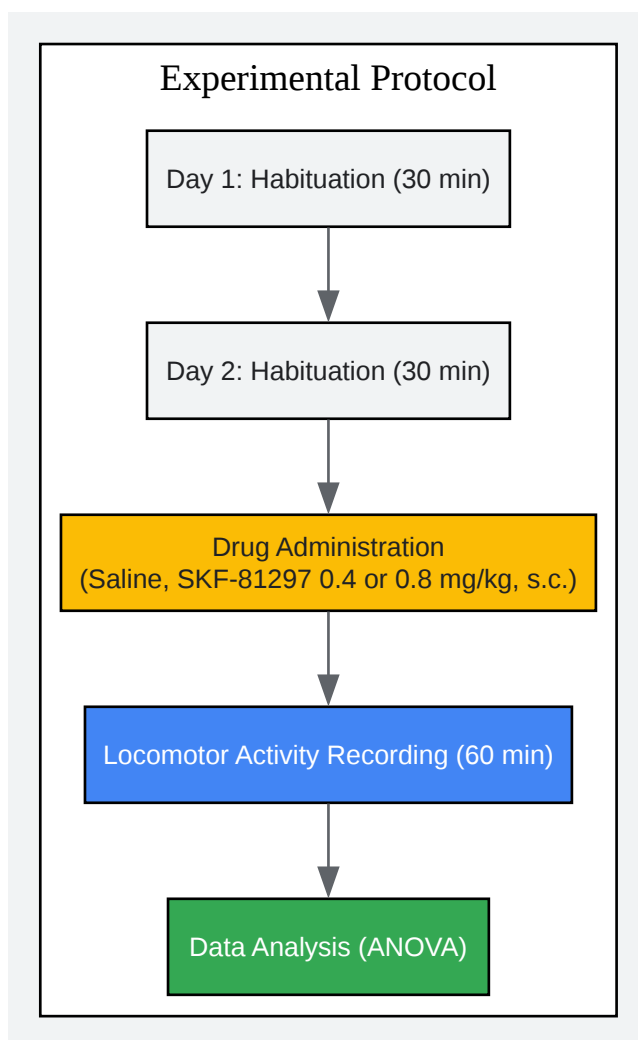 Experimental Protocol
Day 1: Habituation (30 min)
Day 2: Habituation (30 min)
Drug Administration
(Saline, SKF-81297 0.4 or 0.8 mg/kg, s.c.)
Locomotor Activity Recording (60 min)
Data Analysis (ANOVA)